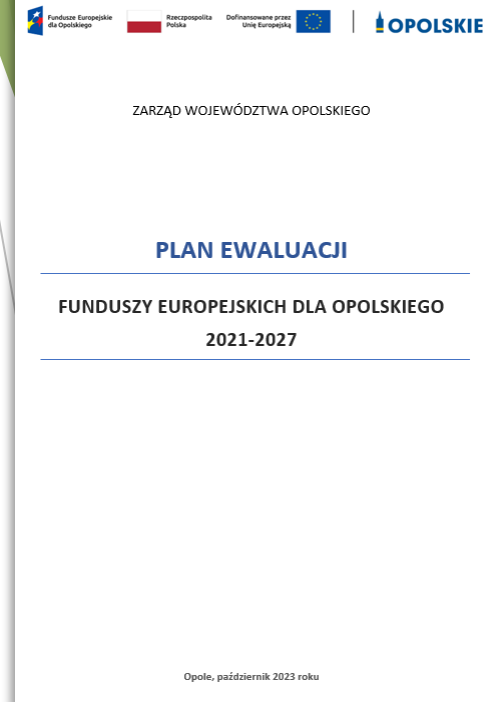 Fundusze Europejskie
dla Opolskiego
Rzeczpospolita
Polska
Dofinansowane przez
Unię Europejską
OPOLSKIE
ZARZĄD WOJEWÓDZTWA OPOLSKIEGO
PLAN EWALUACJI
FUNDUSZY EUROPEJSKICH DLA OPOLSKIEGO
2021-2027
Opole, październik 2023 roku